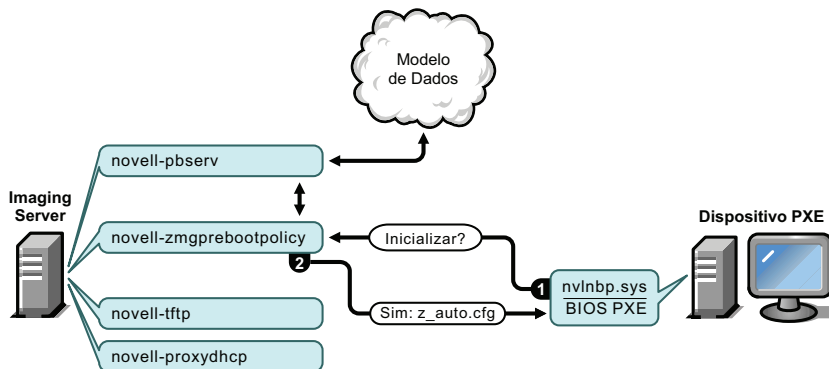 Modelo
de Dados
novell-pbserv
Imaging
Server
novell-zmgprebootpolicy
Inicializar?
Dispositivo PXE
2
1
nvlnbp.sys
BIOS PXE
Sim: z_auto.cfg
novell-tftp
novell-proxydhcp